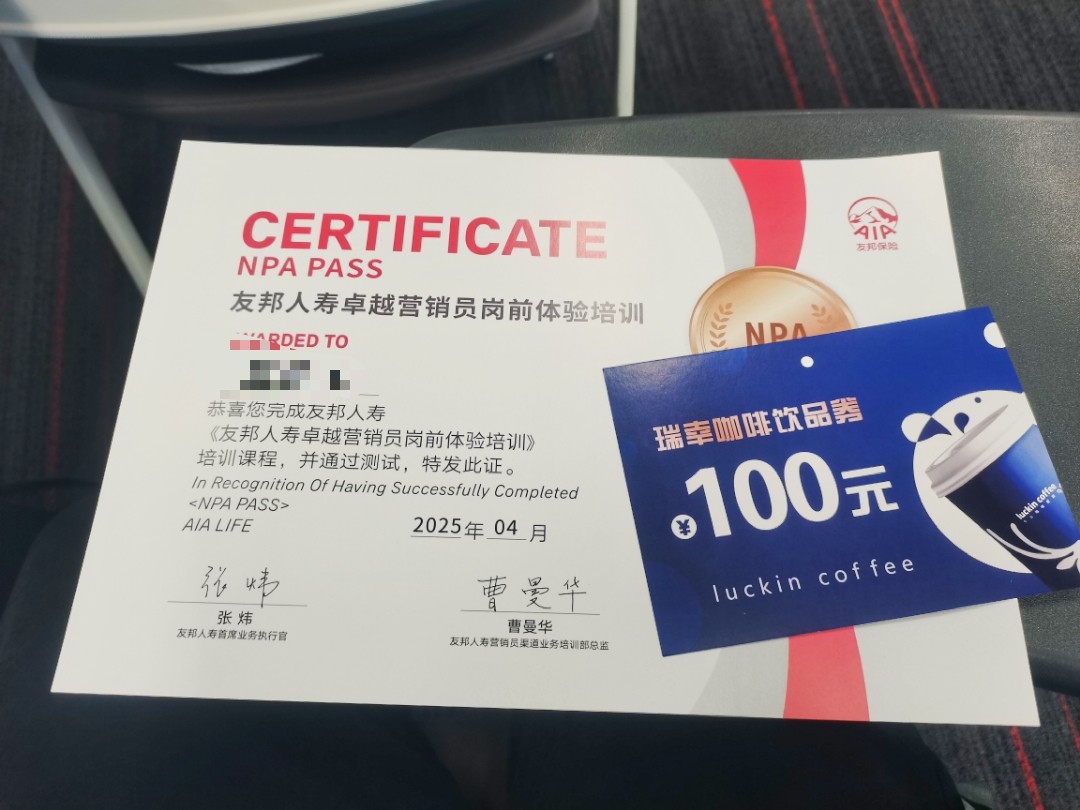 CERTIFICATE
NPA PASS
友邦人寿卓越营销员岗前体验培训
AWARDED TO
恭喜您完成友邦人寿
《友邦人寿卓越营销员岗前体验培训》
培训课程，并通过测试，特发此证。
In Recognition Of Having Successfully Completed
<NPA PASS>
AIA LIFE
2025年 04 月
张炜
张 炜
友邦人寿首席业务执行官
曹曼华
曹曼华
友邦人寿营销员渠道业务培训部总监
AIA
友邦保险
NPA
瑞幸咖啡饮品券
¥100元
luckin coffee
luckin coffee